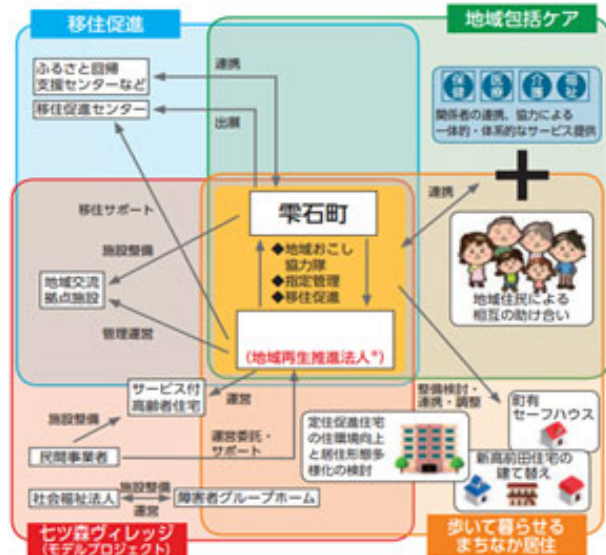 移住促進
地域包括ケア
ふるさと回帰
支援センターなど
移住促進センター
連携
出展
保健
医療
介護
福祉
関係者の連携、協力による
一体的・体系的なサービス提供
移住サポート
雫石町
連携
施設整備
◆地域おこし
協力隊
◆指定管理
◆移住促進
地域交流
拠点施設
地域住民による
相互の助け合い
管理運営
(地域再生推進法人※)
サービス付
高齢者住宅
運営
整備検討・
連携・調整
施設整備
町有
セーフハウス
運営委託・
サポート
定住促進住宅
の住環境向上
と居住形態多
様化の検討
民間事業者
新高前田住宅の
建て替え
社会福祉法人
施設整備
運営
障害者グループホーム
七ツ森ヴィレッジ
(モデルプロジェクト)
歩いて暮らせる
まちなか居住